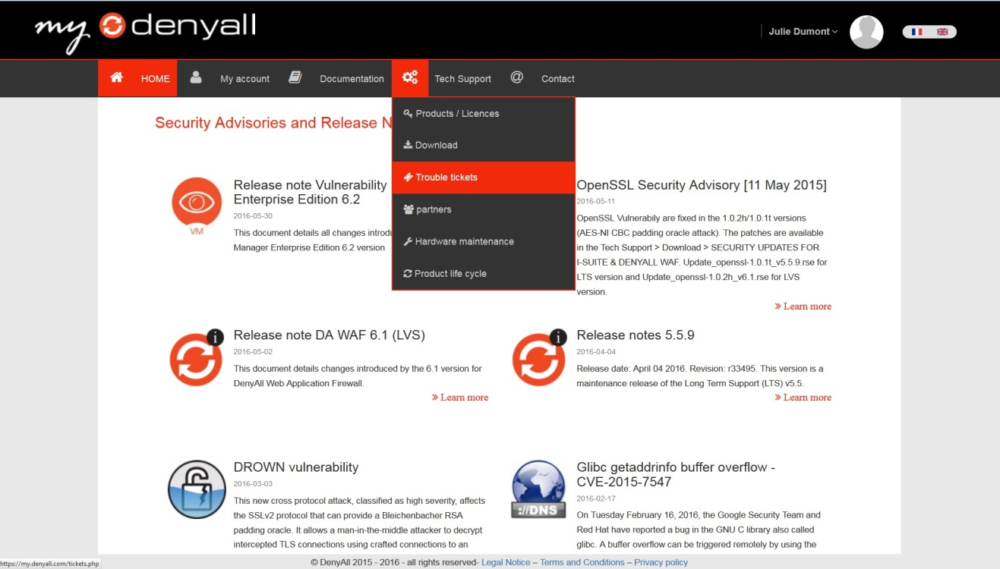 my denyall
Julie Dumont
HOME My account Documentation Tech Support Contact
Products / Licences
Download
Trouble tickets
partners
Hardware maintenance
Product life cycle
Security Advisories and Release N
Release note Vulnerability
Enterprise Edition 6.2
2016-05-30
This document details all changes introdu
Manager Enterprise Edition 6.2 version
VM
OpenSSL Security Advisory [11 May 2015]
2016-05-11
OpenSSL Vulnerabily are fixed in the 1.0.2h/1.0.1t versions
(AES-NI CBC padding oracle attack). The patches are available
in the Tech Support > Download > SECURITY UPDATES FOR
I-SUITE & DENYALL WAF. Update_openssl-1.0.1t_v5.5.9.rse for
LTS version and Update_openssl-1.0.2h_v6.1.rse for LVS
version.
» Learn more
Release note DA WAF 6.1 (LVS)
2016-05-02
This document details changes introduced by the 6.1 version for
DenyAll Web Application Firewall.
» Learn more
Release notes 5.5.9
2016-04-04
Release date: April 04 2016. Revision: r33495. This version is a
maintenance release of the Long Term Support (LTS) v5.5.
» Learn more
DROWN vulnerability
2016-03-03
This new cross protocol attack, classified as high severity, affects
the SSLv2 protocol that can provide a Bleichenbacher RSA
padding oracle. It allows a man-in-the-middle attacker to decrypt
intercepted TLS connections using crafted connections to an
://DNS
Glibc getaddrinfo buffer overflow -
CVE-2015-7547
2016-02-17
On Tuesday February 16, 2016, the Google Security Team and
Red Hat have reported a bug in the GNU C library also called
glibc. A buffer overflow can be triggered remotely by using the
https://my.denyall.com/tickets.php
© DenyAll 2015 - 2016 - all rights reserved- Legal Notice – Terms and Conditions – Privacy policy